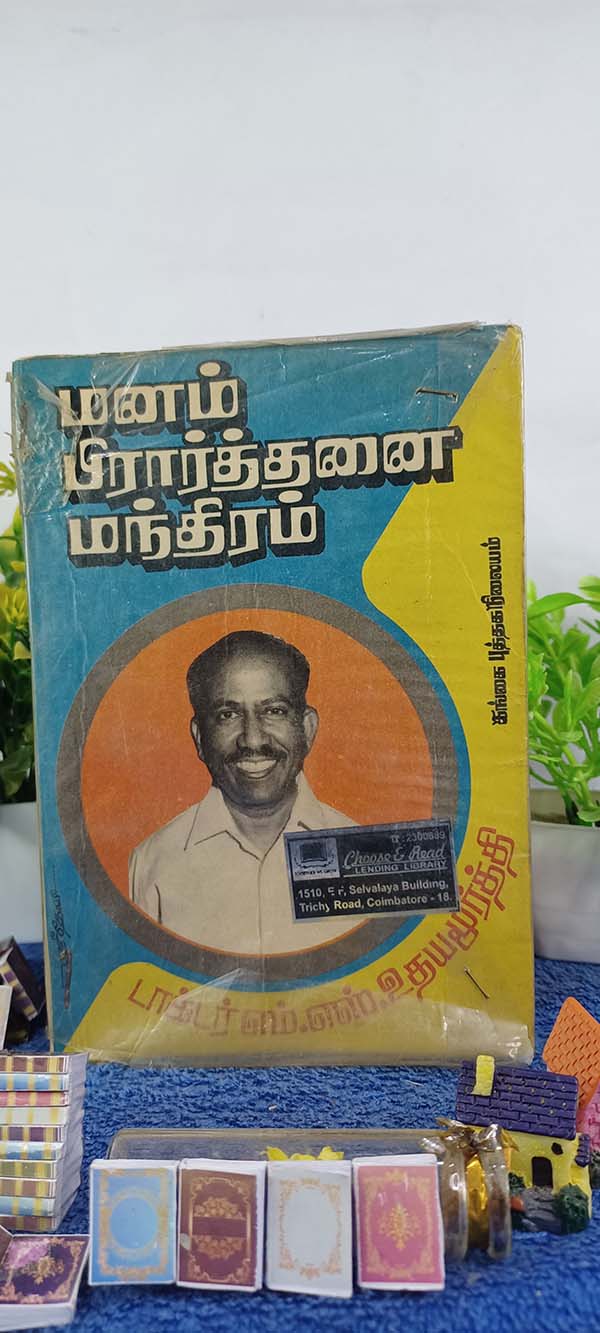 மனம்
பிரார்த்தனை
மந்திரம்
கங்கை புத்தகநிலையம்
டாக்டர் எம்.எஸ். உதயமூர்த்தி
Choose & Read
LENDING LIBRARY
1510, Selvalaya Building,
Trichy Road, Coimbatore - 18.